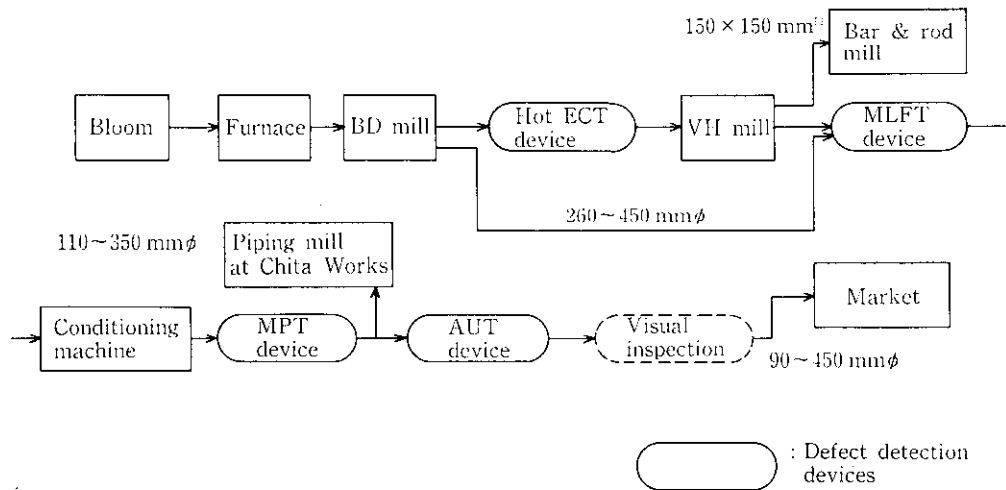 150 × 150 mm□
Bar & rod
mill
Bloom
Furnace
BD mill
Hot ECT
device
VH mill
MLFT
device
260~450 mmϕ
110~350 mmϕ
Piping mill
at Chita Works
Conditioning
machine
MPT
device
AUT
device
Visual
inspection
Market
90~450 mmϕ
: Defect detection
devices